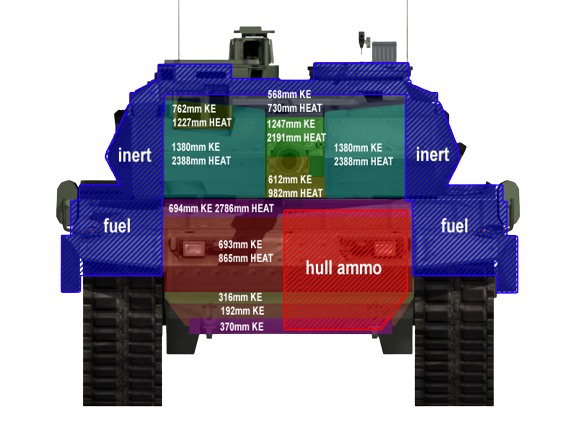 568mm KE
730mm HEAT
762mm KE
1227mm HEAT
1247mm KE
2191mm HEAT
1380mm KE
2388mm HEAT
1380mm KE
2388mm HEAT
inert
inert
612mm KE
982mm HEAT
694mm KE 2786mm HEAT
fuel
fuel
693mm KE
865mm HEAT
hull ammo
316mm KE
192mm KE
370mm KE